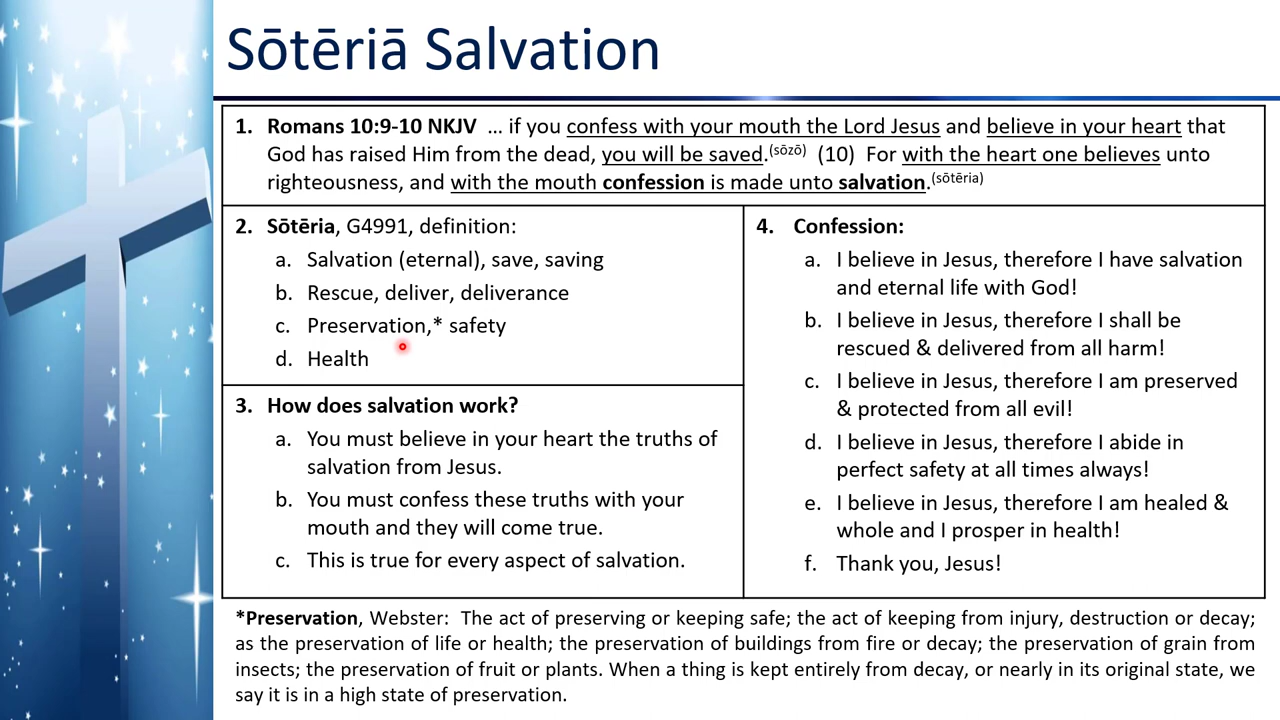 Sōtēriā Salvation
1. Romans 10:9-10 NKJV … if you confess with your mouth the Lord Jesus and believe in your heart that
God has raised Him from the dead, you will be saved.(sōzō) (10) For with the heart one believes unto
righteousness, and with the mouth confession is made unto salvation.(sōtēria)
2. Sōtēria, G4991, definition:
a. Salvation (eternal), save, saving
b. Rescue, deliver, deliverance
c. Preservation,* safety
d. Health
3. How does salvation work?
a. You must believe in your heart the truths of
salvation from Jesus.
b. You must confess these truths with your
mouth and they will come true.
c. This is true for every aspect of salvation.
4. Confession:
a. I believe in Jesus, therefore I have salvation
and eternal life with God!
b. I believe in Jesus, therefore I shall be
rescued & delivered from all harm!
c. I believe in Jesus, therefore I am preserved
& protected from all evil!
d. I believe in Jesus, therefore I abide in
perfect safety at all times always!
e. I believe in Jesus, therefore I am healed &
whole and I prosper in health!
f. Thank you, Jesus!
*Preservation, Webster: The act of preserving or keeping safe; the act of keeping from injury, destruction or decay;
as the preservation of life or health; the preservation of buildings from fire or decay; the preservation of grain from
insects; the preservation of fruit or plants. When a thing is kept entirely from decay, or nearly in its original state, we
say it is in a high state of preservation.